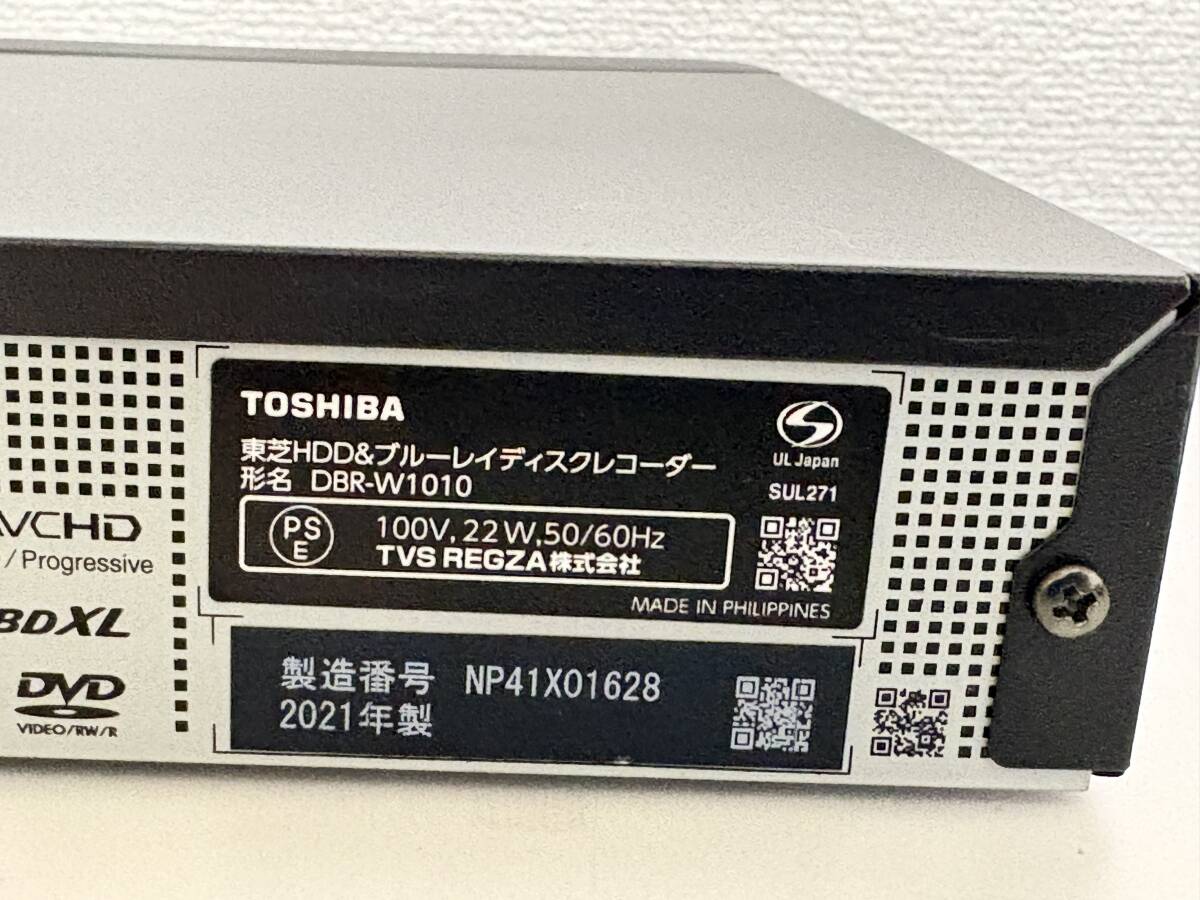 TOSHIBA
東芝HDD&ブルーレイディスクレコーダー
形名 DBR-W1010
PS
E
100V, 22W, 50/60Hz
TVS REGZA株式会社
UL Japan
SUL271
MADE IN PHILIPPINES
製造番号 NP41X01628
2021年製
AVCHD
/ Progressive
BDXL
DVD
VIDEO/RW/R